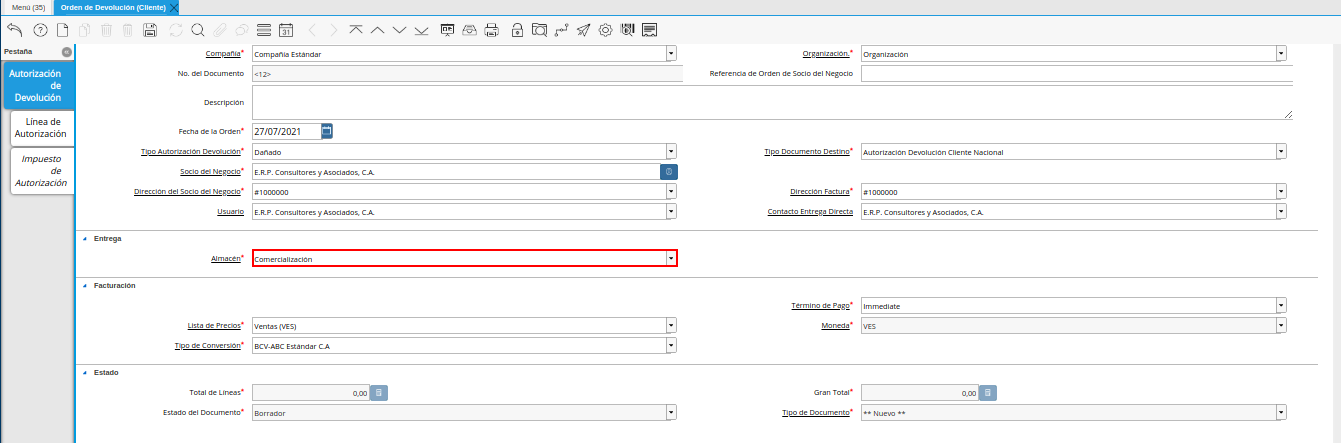 Menú (35) Orden de Devolución (Cliente)
31
Pestaña
Autorización de Devolución
Línea de Autorización
Impuesto de Autorización
Compañía* Compañía Estándar Organización.* Organización
No. del Documento <12> Referencia de Orden de Socio del Negocio
Descripción
Fecha de la Orden* 27/07/2021
Tipo Autorización Devolución* Dañado Tipo Documento Destino* Autorización Devolución Cliente Nacional
Socio del Negocio* E.R.P. Consultores y Asociados, C.A.
Dirección del Socio del Negocio* #1000000 Dirección Factura* #1000000
Usuario E.R.P. Consultores y Asociados, C.A. Contacto Entrega Directa E.R.P. Consultores y Asociados, C.A.
Entrega
Almacén* Comercialización
Facturación
Término de Pago* Immediate
Lista de Precios* Ventas (VES) Moneda* VES
Tipo de Conversión* BCV-ABC Estándar C.A
Estado
Total de Líneas* 0,00 Gran Total* 0,00
Estado del Documento* Borrador Tipo de Documento* ** Nuevo **